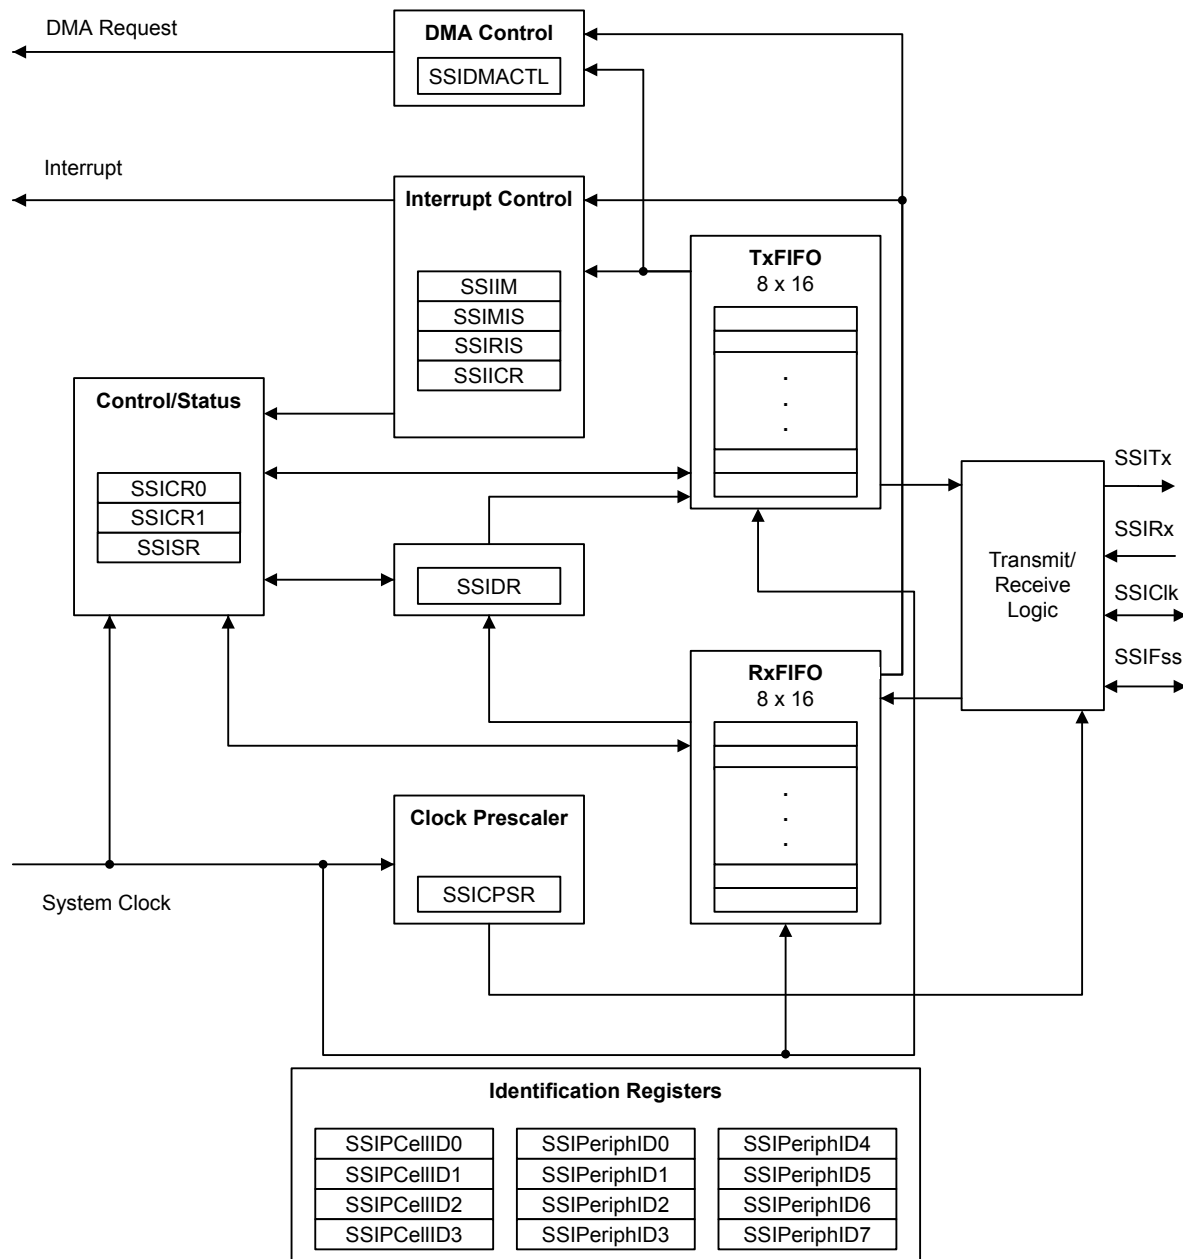 DMA Request
DMA Control
SSIDMACTL
Interrupt
Interrupt Control
SSIIM
SSIMIS
SSIRIS
SSIICR
TxFIFO
8 x 16
.
.
.
Control/Status
SSICR0
SSICR1
SSISR
SSIDR
Transmit/
Receive
Logic
SSITx
SSIRx
SSIClk
SSIFss
RxFIFO
8 x 16
.
.
.
Clock Prescaler
SSICPSR
System Clock
Identification Registers
SSIPCellID0
SSIPCellID1
SSIPCellID2
SSIPCellID3
SSIPeriphID0
SSIPeriphID1
SSIPeriphID2
SSIPeriphID3
SSIPeriphID4
SSIPeriphID5
SSIPeriphID6
SSIPeriphID7